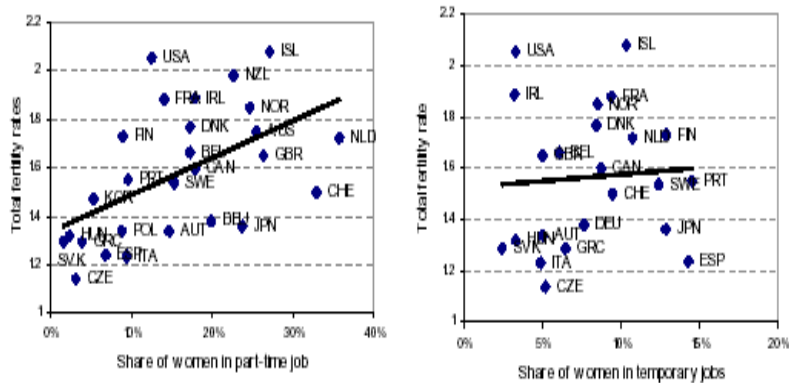 2.2
2
1.8
1.6
1.4
1.2
1
Total fertility rates
USA
ISL
NZL
FRA
IRL
NOR
DNK
AUS
FIN
NLD
BEL
GBR
CAN
PRT
SWE
CHE
KOR
HUN
POL
AUT
DEU
JPN
GRC
SVK
ESP
ITA
CZE
0%
10%
20%
30%
40%
Share of women in part-time job
2.2
2
1.8
1.6
1.4
1.2
1
Total fertility rate
USA
ISL
IRL
FRA
NOR
DNK
NLD
FIN
GBR
BEL
CAN
CHE
SWE
PRT
DEU
JPN
HUN
AUT
SVK
GRC
ITA
ESP
CZE
0%
5%
10%
15%
20%
Share of women in temporary jobs